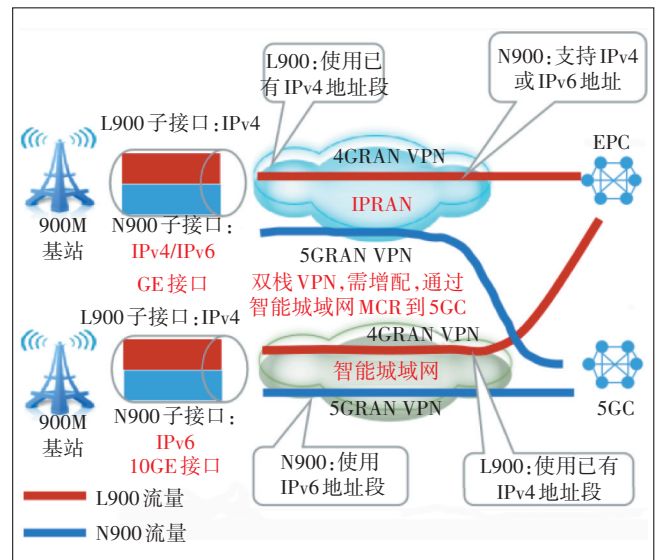 L900:使用已
有IPv4地址段
N900:支持IPv4
或IPv6地址
L900子接口:IPv4
4GRAN VPN
EPC
IPRAN
900M
基站
N900子接口:
IPv4/IPv6
GE接口
5GRAN VPN
双栈VPN,需增配,通过
智能城域网MCR到5GC
L900子接口:IPv4
4GRAN VPN
智能城域网
5GRAN VPN
5GC
900M
基站
N900子接口:
IPv6
10GE接口
N900:使用
IPv6地址段
L900:使用已有
IPv4地址段
L900流量
N900流量